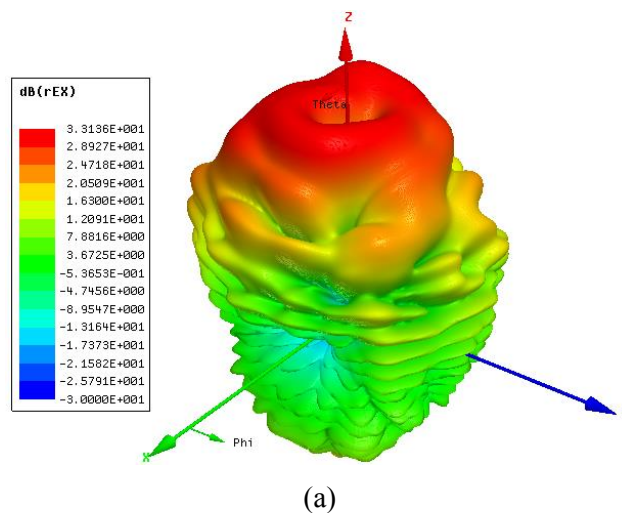 Z
dB(rEX)
3.3136E+001
2.8927E+001
2.4718E+001
2.0509E+001
1.6300E+001
1.2091E+001
7.8816E+000
3.6725E+000
-5.3653E-001
-4.7456E+000
-8.9547E+000
-1.3164E+001
-1.7373E+001
-2.1582E+001
-2.5791E+001
-3.0000E+001
Theta
Phi
X
(a)